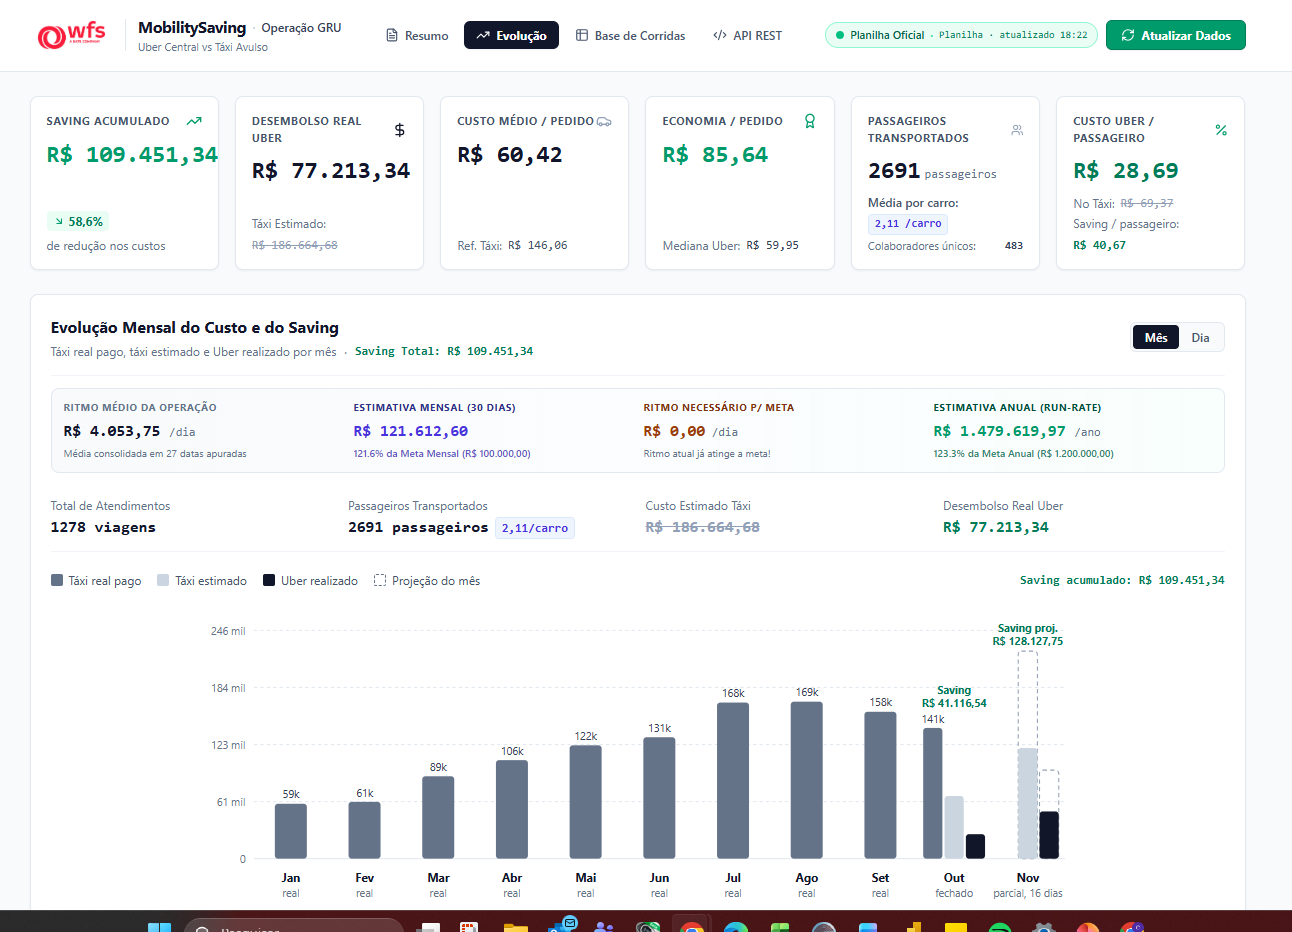 wfs
MobilitySaving · Operação GRU
Uber Central vs Táxi Avulso
Resumo
Evolução
Base de Corridas
API REST
Planilha Oficial · Planilha · atualizado 18:22
Atualizar Dados
SAVING ACUMULADO
R$ 109.451,34
58,6%
de redução nos custos
DESEMBOLSO REAL
UBER
R$ 77.213,34
Táxi Estimado:
R$ 186.664,68
CUSTO MÉDIO / PEDIDO
R$ 60,42
Ref. Táxi: R$ 146,06
ECONOMIA / PEDIDO
R$ 85,64
Mediana Uber: R$ 59,95
PASSAGEIROS
TRANSPORTADOS
2691 passageiros
Média por carro:
2,11 /carro
Colaboradores únicos: 483
CUSTO UBER /
PASSAGEIRO
R$ 28,69
No Táxi: R$ 69,37
Saving / passageiro:
R$ 40,67
Evolução Mensal do Custo e do Saving
Táxi real pago, táxi estimado e Uber realizado por mês · Saving Total: R$ 109.451,34
Mês
Dia
RITMO MÉDIO DA OPERAÇÃO
R$ 4.053,75 /dia
Média consolidada em 27 datas apuradas
ESTIMATIVA MENSAL (30 DIAS)
R$ 121.612,60
121.6% da Meta Mensal (R$ 100.000,00)
RITMO NECESSÁRIO P/ META
R$ 0,00 /dia
Ritmo atual já atinge a meta!
ESTIMATIVA ANUAL (RUN-RATE)
R$ 1.479.619,97 /ano
123.3% da Meta Anual (R$ 1.200.000,00)
Total de Atendimentos
1278 viagens
Passageiros Transportados
2691 passageiros 2,11/carro
Custo Estimado Táxi
R$ 186.664,68
Desembolso Real Uber
R$ 77.213,34
Táxi real pago
Táxi estimado
Uber realizado
Projeção do mês
Saving acumulado: R$ 109.451,34
246 mil
184 mil
123 mil
61 mil
0
59k
61k
89k
106k
122k
131k
168k
169k
158k
Saving
R$ 41.116,54
141k
Saving proj.
R$ 128.127,75
Jan
real
Fev
real
Mar
real
Abr
real
Mai
real
Jun
real
Jul
real
Ago
real
Set
real
Out
fechado
Nov
parcial, 16 dias